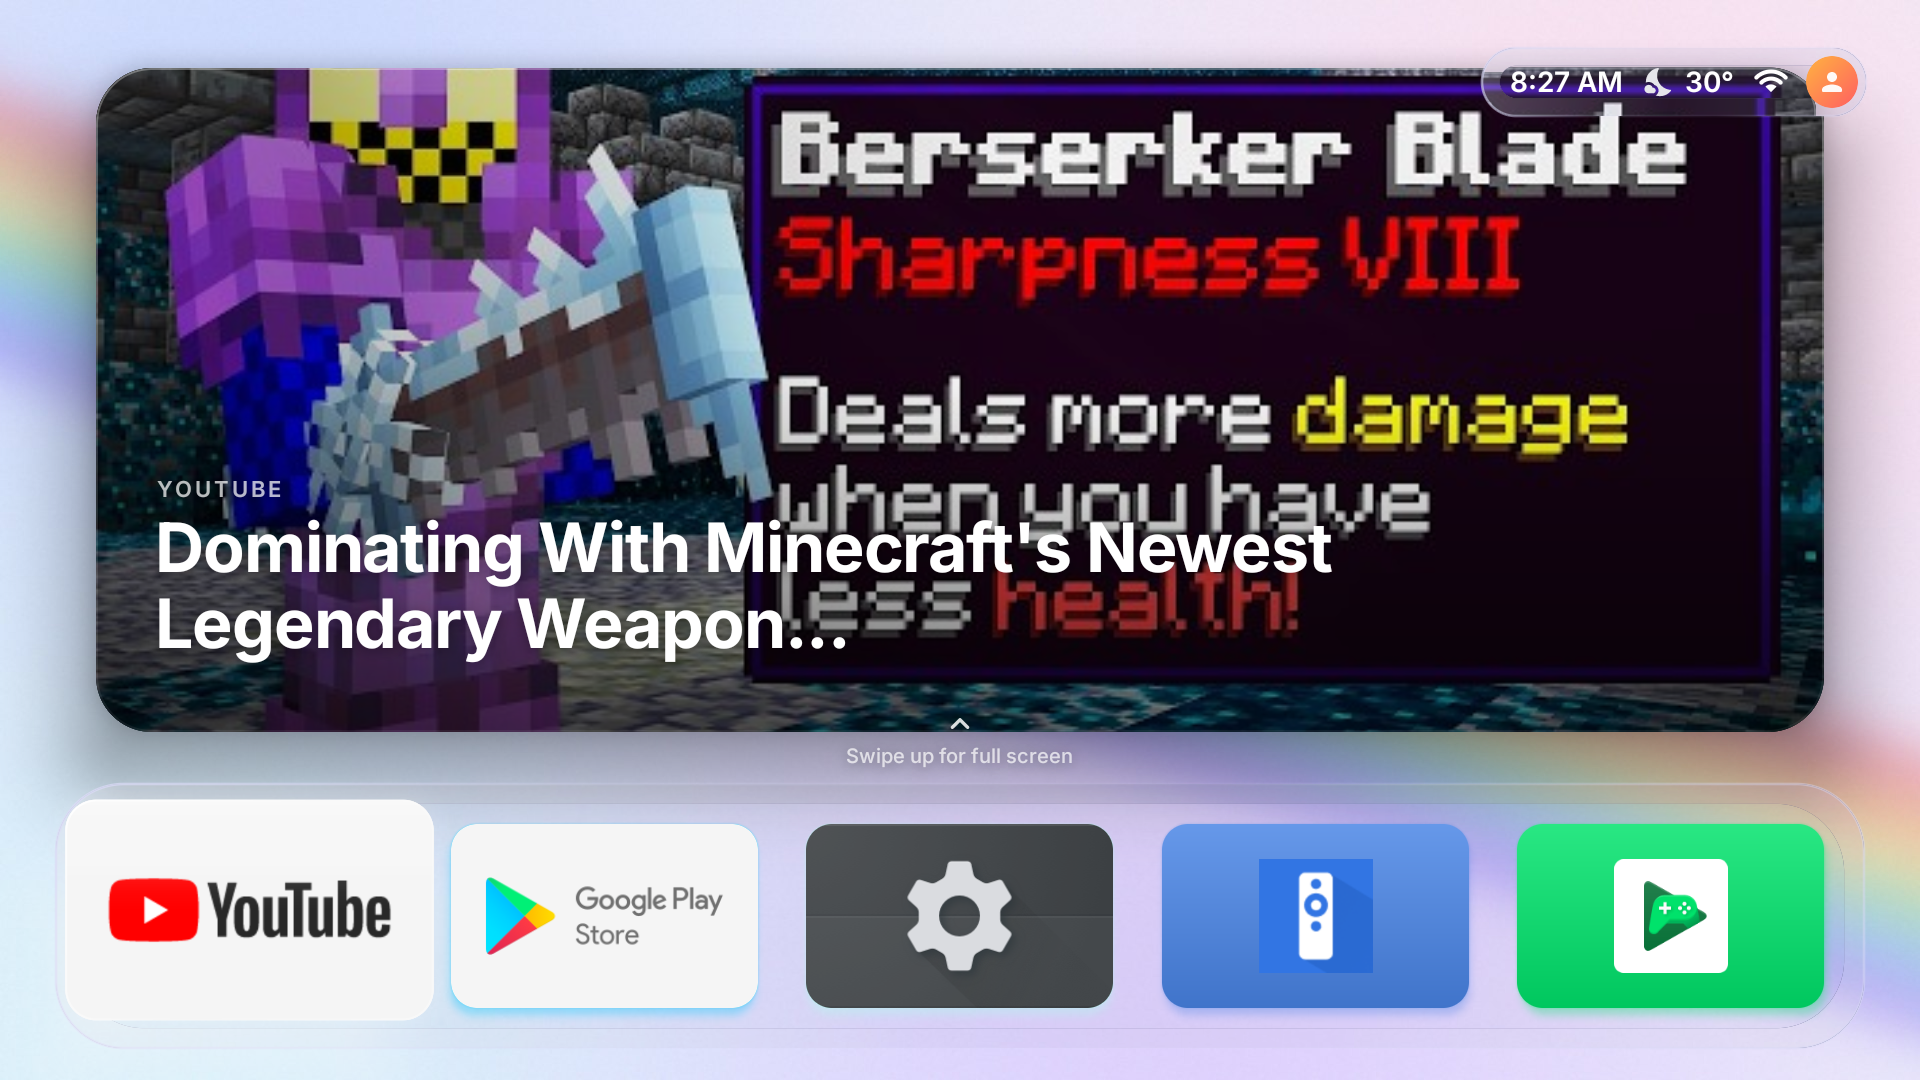 8:27 AM 30°
Berserker Blade
Sharpness VIII
Deals more damage
when you have
less health!
YOUTUBE
Dominating With Minecraft's Newest
Legendary Weapon...
Swipe up for full screen
YouTube
Google Play
Store